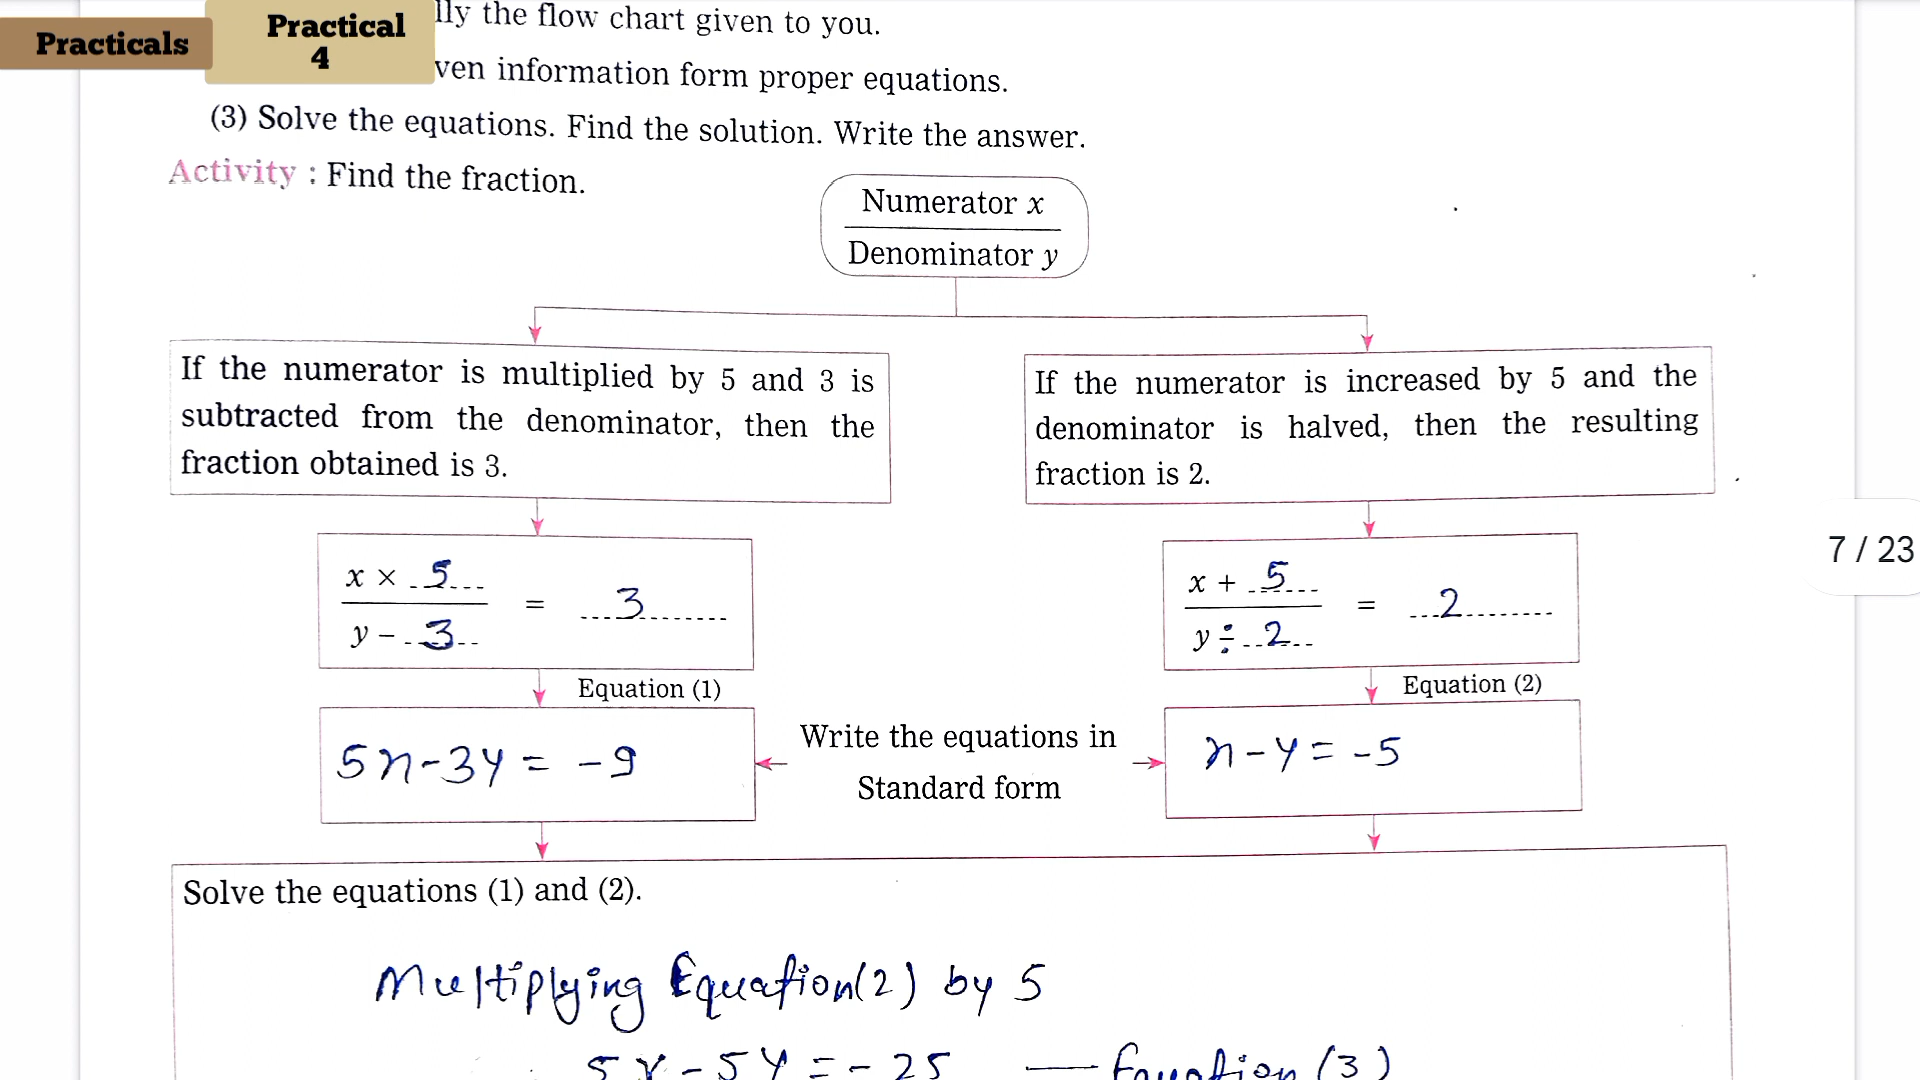 Practicals
Practical
4
lly the flow chart given to you.
ven information form proper equations.
(3) Solve the equations. Find the solution. Write the answer.
Activity : Find the fraction.
Numerator x
Denominator y
If the numerator is multiplied by 5 and 3 is
subtracted from the denominator, then the
fraction obtained is 3.
If the numerator is increased by 5 and the
denominator is halved, then the resulting
fraction is 2.
x × 5
y - 3
= 3
x + 5
y ÷ 2
= 2
Equation (1)
Equation (2)
5x-3y = -9
Write the equations in
Standard form
x-y = -5
Solve the equations (1) and (2).
Multiplying Equation(2) by 5
5x-5y = -25 — Equation (3)
7 / 23